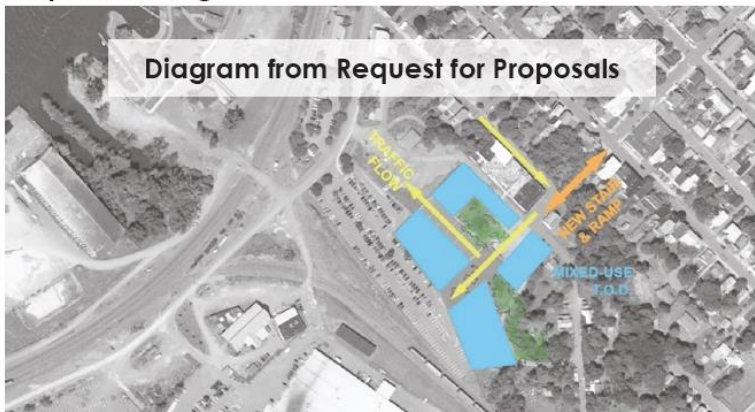 Diagram from Request for Proposals
TRAFFIC
FLOW
NEW STAIR
& RAMP
MIXED-USE
T.O.D.